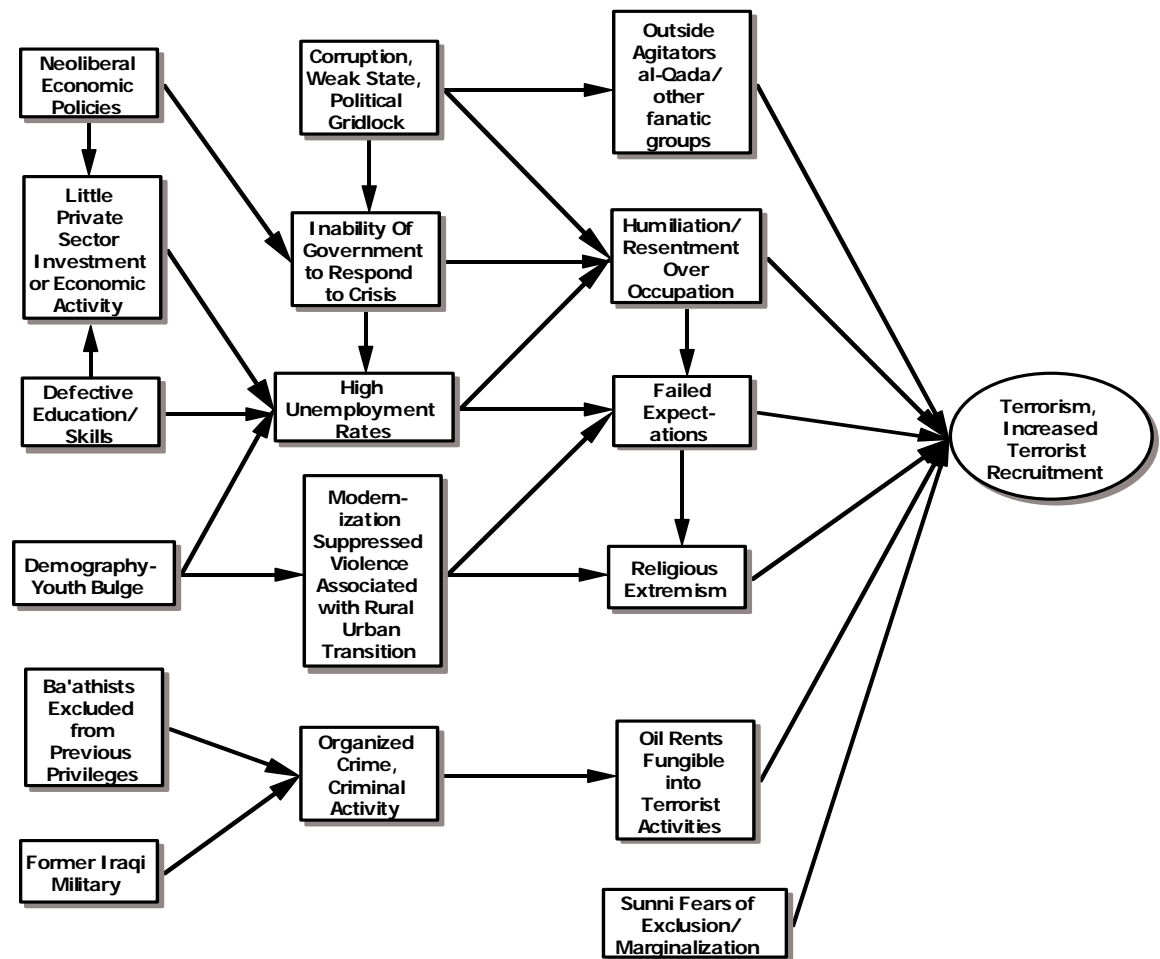 Neoliberal
Economic
Policies
Corruption,
Weak State,
Political
Gridlock
Outside
Agitators
al-Qada/
other
fanatic
groups
Little
Private
Sector
Investment
or Economic
Activity
Inability Of
Government
to Respond
to Crisis
Humiliation/
Resentment
Over
Occupation
Defective
Education/
Skills
High
Unemployment
Rates
Failed
Expect-
ations
Terrorism,
Increased
Terrorist
Recruitment
Demography-
Youth Bulge
Modern-
ization
Suppressed
Violence
Associated
with Rural
Urban
Transition
Religious
Extremism
Ba'athists
Excluded
from
Previous
Privileges
Organized
Crime,
Criminal
Activity
Oil Rents
Fungible
into
Terrorist
Activities
Former Iraqi
Military
Sunni Fears of
Exclusion/
Marginalization